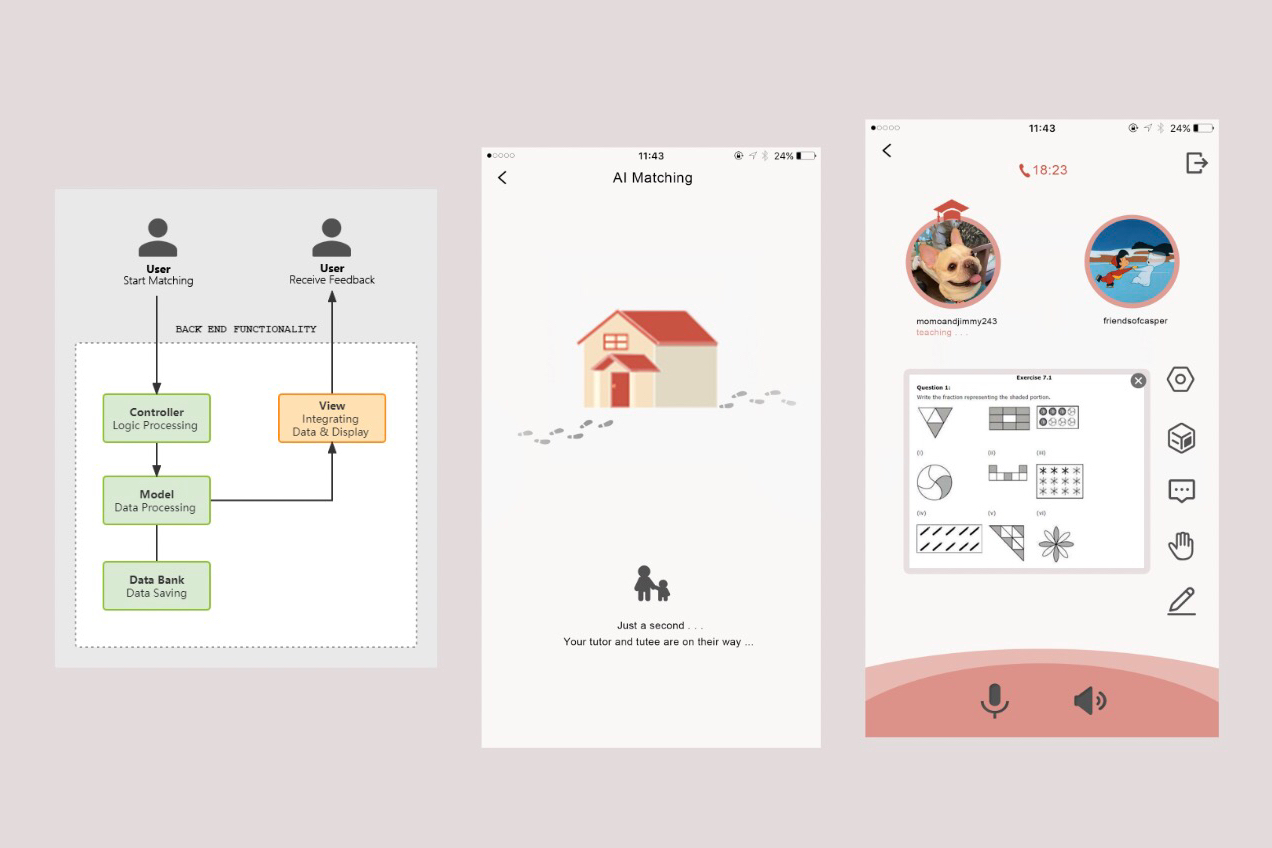 User
Start Matching
User
Receive Feedback
BACK END FUNCTIONALITY
Controller
Logic Processing
View
Integrating
Data & Display
Model
Data Processing
Data Bank
Data Saving
11:43
24%
AI Matching
Just a second . . .
Your tutor and tutee are on their way ...
11:43
24%
18:23
momoandjimmy243
teaching . . .
friendsofcasper
Exercise 7.1
Question 1:
Write the fraction representing the shaded portion.
(i)
(ii)
(iii)
(iv)
(v)
(vi)